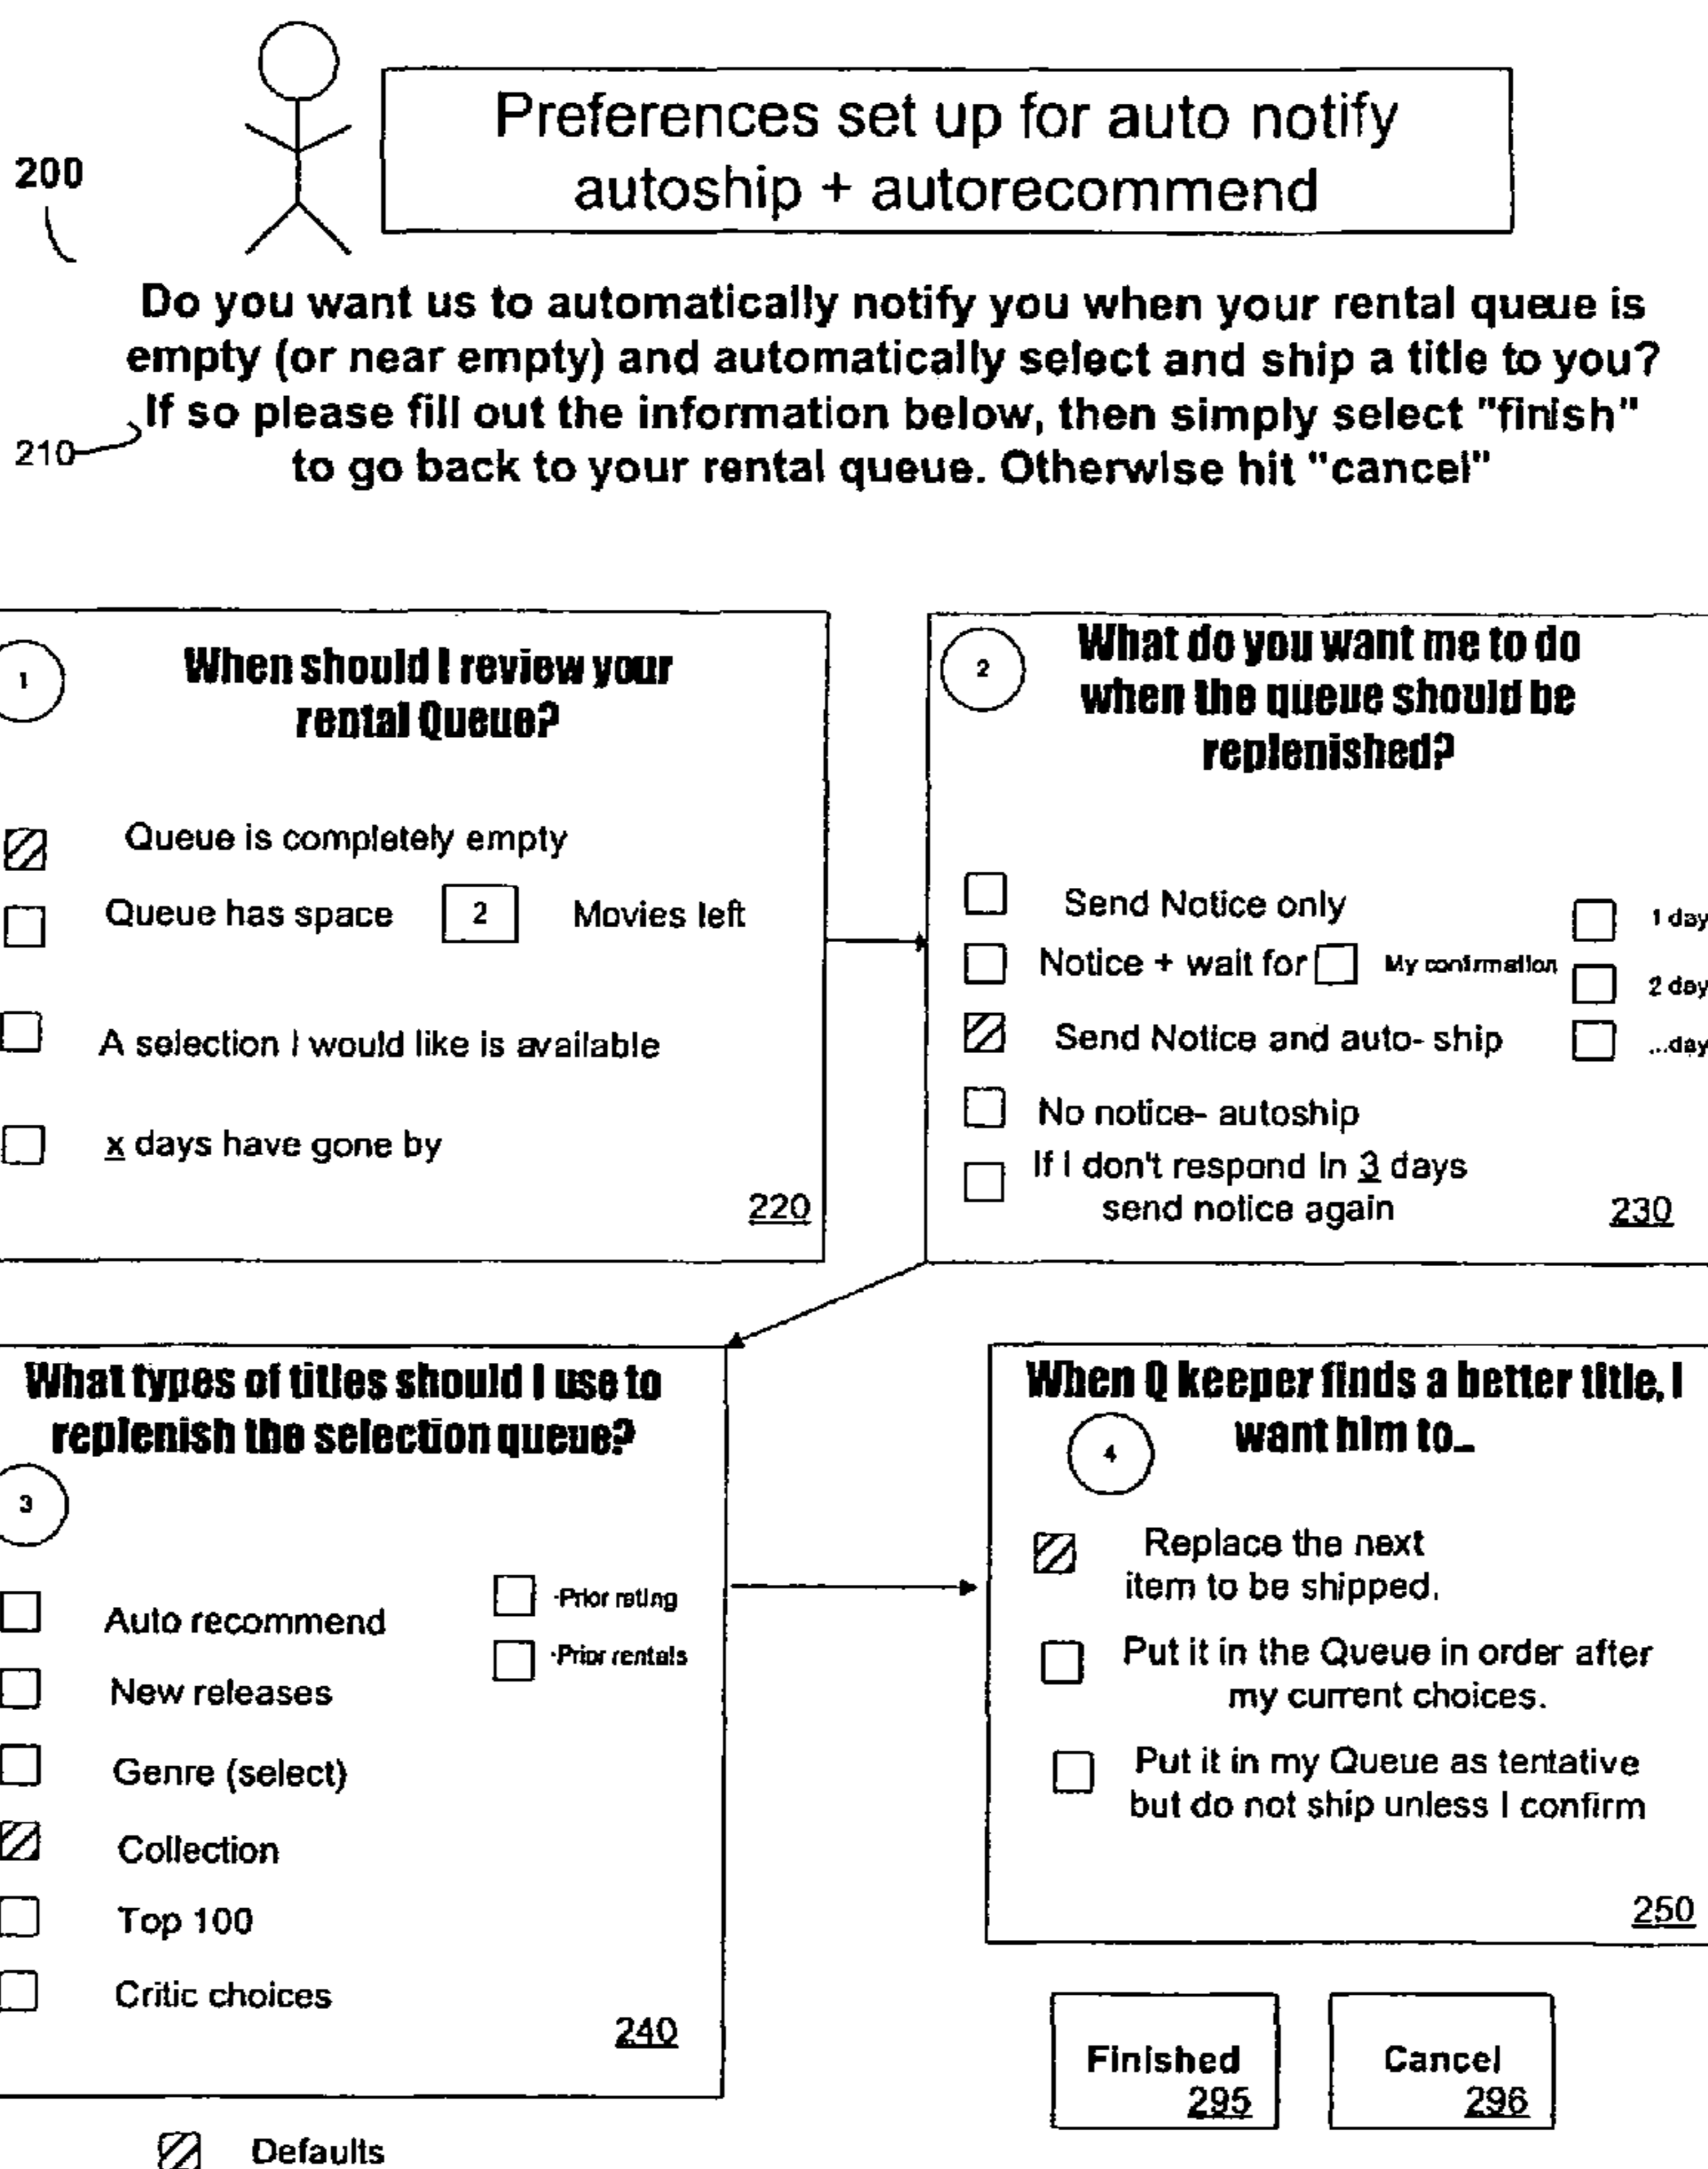 Preferences set up for auto notify
autoship + autorecommend
200
Do you want us to automatically notify you when your rental queue is
empty (or near empty) and automatically select and ship a title to you?
If so please fill out the information below, then simply select "finish"
210
to go back to your rental queue. Otherwise hit "cancel"
1
When should I review your
rental Queue?
Queue is completely empty
Queue has space 2 Movies left
A selection I would like is available
x days have gone by
220
2
What do you want me to do
when the queue should be
replenished?
Send Notice only
1 day
Notice + wait for My confirmation
2 day
Send Notice and auto- ship
...day
No notice- autoship
If I don't respond in 3 days
send notice again
230
What types of titles should I use to
replenish the selection queue?
3
Auto recommend
-Prior rating
-Prior rentals
New releases
Genre (select)
Collection
Top 100
Critic choices
240
When Q keeper finds a better title, I
want him to...
4
Replace the next
item to be shipped.
Put it in the Queue in order after
my current choices.
Put it in my Queue as tentative
but do not ship unless I confirm
250
Finished
295
Cancel
296
Defaults